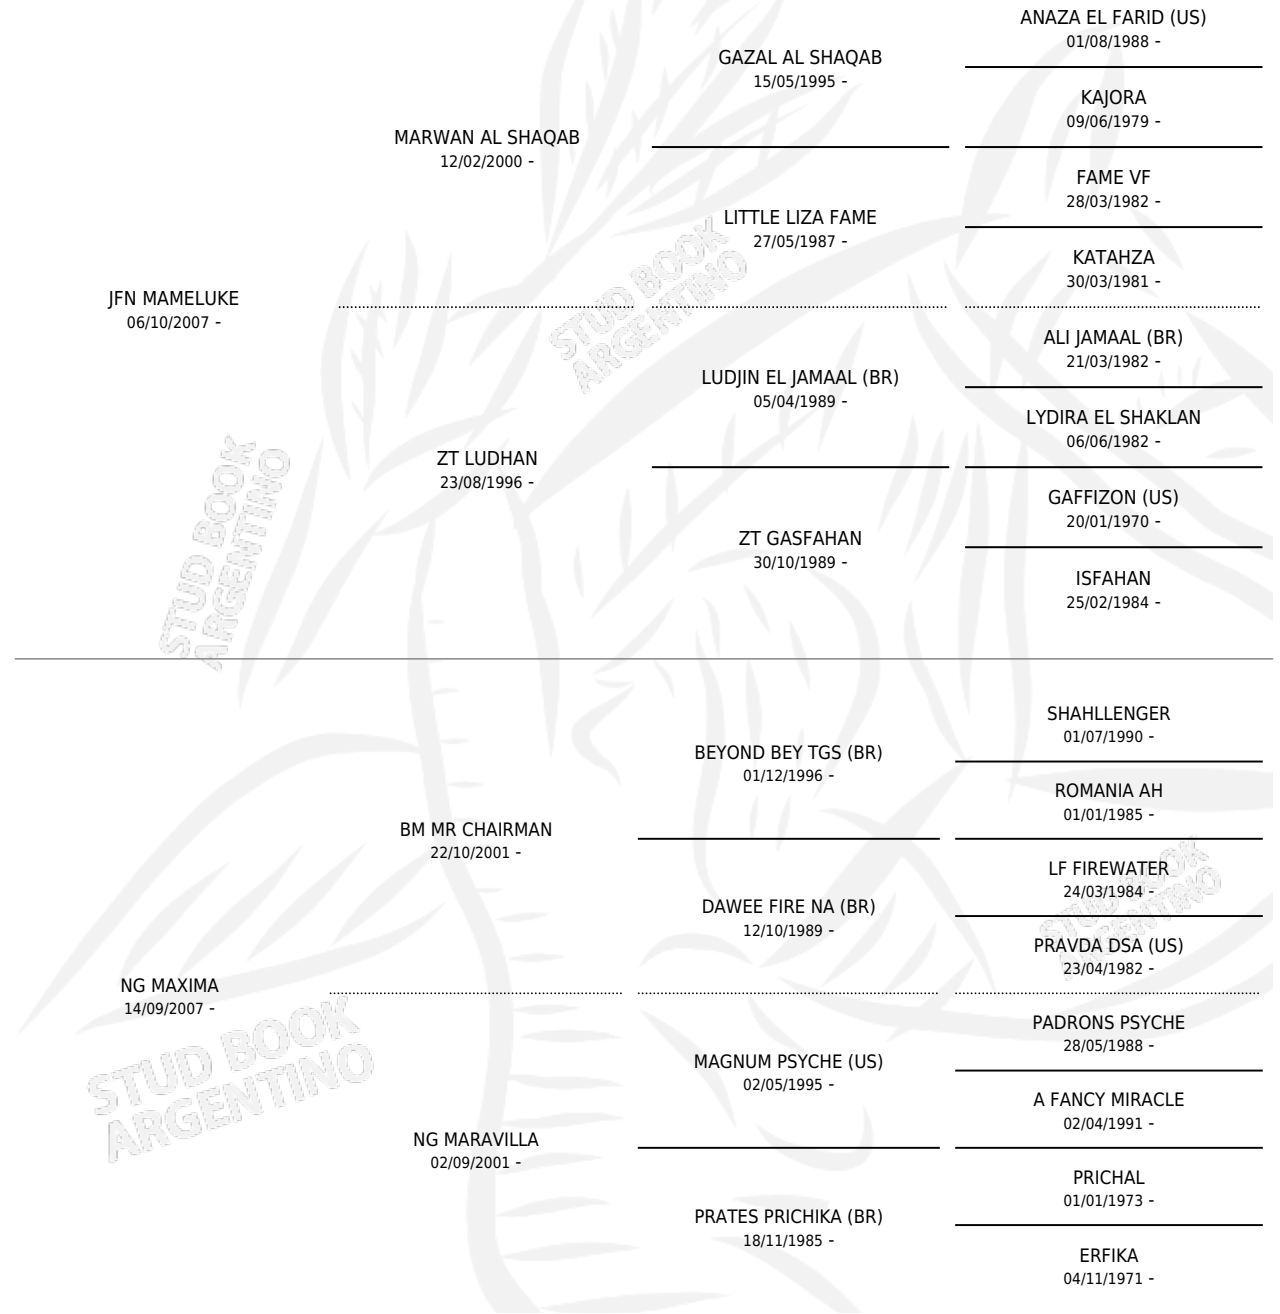 ANAZA EL FARID (US)
01/08/1988 -
GAZAL AL SHAQAB
15/05/1995 -
KAJORA
09/06/1979 -
MARWAN AL SHAQAB
12/02/2000 -
FAME VF
28/03/1982 -
LITTLE LIZA FAME
27/05/1987 -
KATAHZA
30/03/1981 -
JFN MAMELUKE
06/10/2007 -
ALI JAMAAL (BR)
21/03/1982 -
LUDJIN EL JAMAAL (BR)
05/04/1989 -
LYDIRA EL SHAKLAN
06/06/1982 -
ZT LUDHAN
23/08/1996 -
GAFFIZON (US)
20/01/1970 -
ZT GASFAHAN
30/10/1989 -
ISFAHAN
25/02/1984 -
STUD BOOK
ARGENTINO
STUD BOOK
ARGENTINO
SHAHLLENGER
01/07/1990 -
BEYOND BEY TGS (BR)
01/12/1996 -
ROMANIA AH
01/01/1985 -
BM MR CHAIRMAN
22/10/2001 -
LF FIREWATER
24/03/1984 -
DAWEE FIRE NA (BR)
12/10/1989 -
PRAVDA DSA (US)
23/04/1982 -
NG MAXIMA
14/09/2007 -
PADRONS PSYCHE
28/05/1988 -
MAGNUM PSYCHE (US)
02/05/1995 -
A FANCY MIRACLE
02/04/1991 -
NG MARAVILLA
02/09/2001 -
PRICHAL
01/01/1973 -
PRATES PRICHIKA (BR)
18/11/1985 -
ERFIKA
04/11/1971 -
STUD BOOK
ARGENTINO
STUD BOOK
ARGENTINO